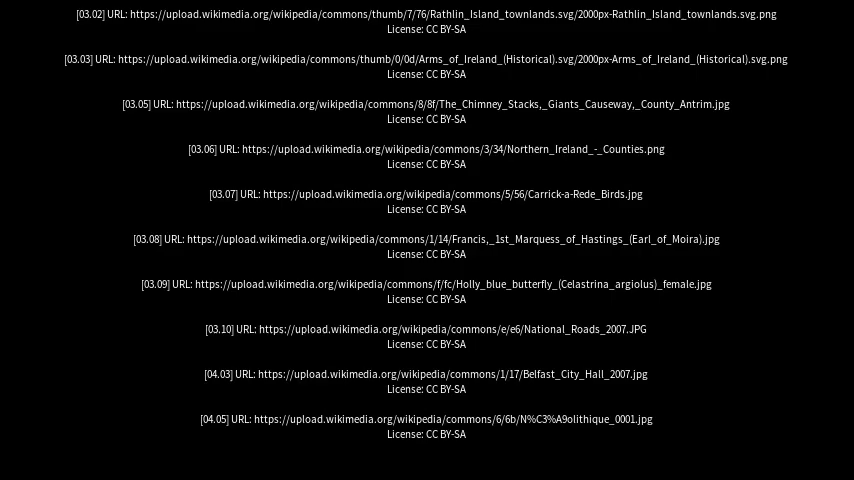 [03.02] URL: https://upload.wikimedia.org/wikipedia/commons/thumb/7/76/Rathlin_Island_townlands.svg/2000px-Rathlin_Island_townlands.svg.png
License: CC BY-SA
[03.03] URL: https://upload.wikimedia.org/wikipedia/commons/thumb/0/0d/Arms_of_Ireland_(Historical).svg/2000px-Arms_of_Ireland_(Historical).svg.png
License: CC BY-SA
[03.05] URL: https://upload.wikimedia.org/wikipedia/commons/8/8f/The_Chimney_Stacks,_Giants_Causeway,_County_Antrim.jpg
License: CC BY-SA
[03.06] URL: https://upload.wikimedia.org/wikipedia/commons/3/34/Northern_Ireland_-_Counties.png
License: CC BY-SA
[03.07] URL: https://upload.wikimedia.org/wikipedia/commons/5/56/Carrick-a-Rede_Birds.jpg
License: CC BY-SA
[03.08] URL: https://upload.wikimedia.org/wikipedia/commons/1/14/Francis,_1st_Marquess_of_Hastings_(Earl_of_Moira).jpg
License: CC BY-SA
[03.09] URL: https://upload.wikimedia.org/wikipedia/commons/f/fc/Holly_blue_butterfly_(Celastrina_argiolus)_female.jpg
License: CC BY-SA
[03.10] URL: https://upload.wikimedia.org/wikipedia/commons/e/e6/National_Roads_2007.JPG
License: CC BY-SA
[04.03] URL: https://upload.wikimedia.org/wikipedia/commons/1/17/Belfast_City_Hall_2007.jpg
License: CC BY-SA
[04.05] URL: https://upload.wikimedia.org/wikipedia/commons/6/6b/N%C3%A9olithique_0001.jpg
License: CC BY-SA